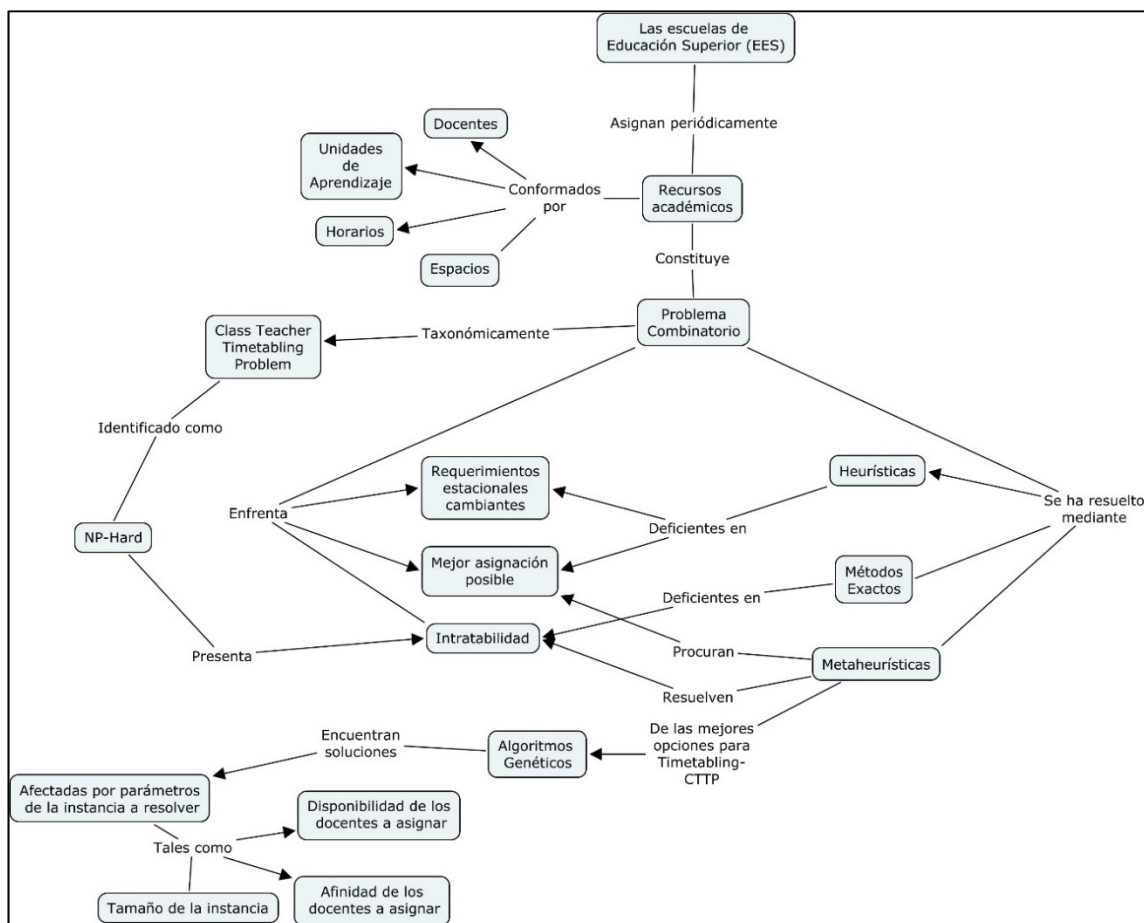 Las escuelas de
Educación Superior (EES)
Asignan periódicamente
Docentes
Unidades
de
Aprendizaje
Conformados
por
Recursos
académicos
Horarios
Espacios
Constituye
Problema
Combinatorio
Taxonómicamente
Class Teacher
Timetabling
Problem
Identificado como
NP-Hard
Enfrenta
Requerimientos
estacionales
cambiantes
Heurísticas
Deficientes en
Se ha resuelto
mediante
Mejor asignación
posible
Métodos
Exactos
Deficientes en
Intratabilidad
Presenta
Procuran
Metaheurísticas
Resuelven
De las mejores
opciones para
Timetabling-
CTTP
Encuentran
soluciones
Algoritmos
Genéticos
Afectadas por parámetros
de la instancia a resolver
Disponibilidad de los
docentes a asignar
Tales como
Tamaño de la instancia
Afinidad de los
docentes a asignar